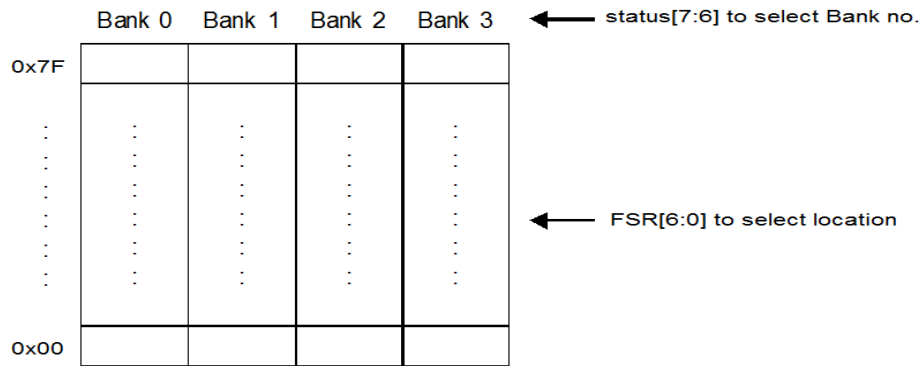 Bank 0 Bank 1 Bank 2 Bank 3
status[7:6] to select Bank no.
0x7F
FSR[6:0] to select location
0x00